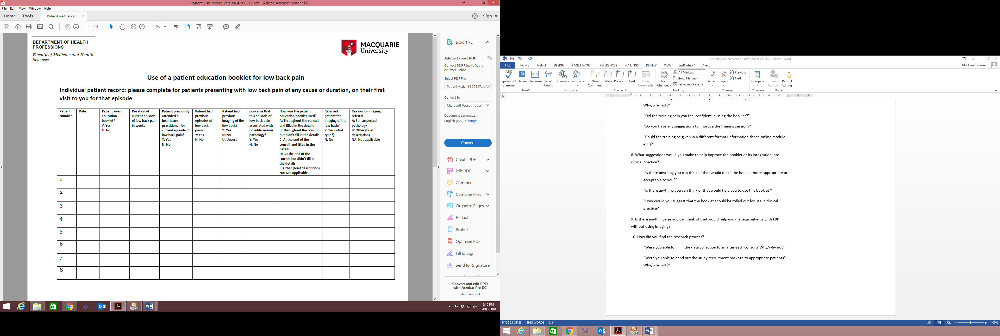 Patient visit record version 4 300317.pdf - Adobe Acrobat Reader DC
File Edit View Window Help
Home Tools Patient visit record ... × Sign In
1 / 2 114%
DEPARTMENT OF HEALTH
PROFESSIONS
Faculty of Medicine and Health
Sciences
MACQUARIE
University
Use of a patient education booklet for low back pain
Individual patient record: please complete for patients presenting with low back pain of any cause or duration, on their first
visit to you for that episode
Patient
Number
Date
Patient given
education
booklet?
Y: Yes
N: No
Duration of
current episode
of low back pain
in weeks
Patient previously
attended a
healthcare
practitioner for
current episode of
low back pain?
Y: Yes
N: No
Patient had
previous
episodes of
low back
pain?
Y: Yes
N: No
Patient had
previous
imaging of the
low back?
Y: Yes
N: No
U: Unsure
Concerns that
this episode of
low back pain
associated with
possible serious
pathology?
Y: Yes
N: No
How was the patient
education booklet used?
A: Throughout the consult
and filled in the details
B: Throughout the consult
but didn't fill in the details
C: At the end of the
consult and filled in the
details
D: At the end of the
consult but didn't fill in
the details
E: Other (brief description)
NA: Not applicable
Referred
patient for
imaging of the
low back?
Y: Yes (what
type?)
N: No
Reason for imaging
referral
A: For suspected
pathology
B: Other (brief
description)
NA: Not applicable
1
2
3
4
5
6
7
8
Export PDF
Adobe Export PDF
Convert PDF Files to Word
or Excel Online
Select PDF File
Patient visit... 4 300317.pdf
Convert to
Microsoft Word (*.docx)
Document Language:
English (U.S.) Change
Convert
Create PDF
Edit PDF
Comment
Combine Files
Organize Pages
Redact
Protect
Optimize PDF
Fill & Sign
Send for Signature
Convert and edit PDFs
with Acrobat Pro DC
Start Free Trial
EN
2:16 PM
24/08/2018
Feasibility of intervention draft paper v6 240818.docx - Word
FILE HOME INSERT DESIGN PAGE LAYOUT REFERENCES MAILINGS REVIEW VIEW EndNote X7 Avery
Mrs Hazel Jenkins
Spelling &
Grammar
Define
Thesaurus
Word
Count
Proofing
Translate
Language
Language
New
Comment
Delete
Previous
Next
Show
Comments
Comments
Track
Changes
All Markup
Show Markup
Reviewing Pane
Tracking
Accept
Reject
Previous
Next
Changes
Compare
Compare
Block
Authors
Restrict
Editing
Protect
Why/why not?”
“Did the training help you feel confident in using the booklet?”
“Do you have any suggestions to improve the training session?”
“Could the training be given in a different format (information sheet, online module
etc.)?”
8. What suggestions would you make to help improve the booklet or its integration into
clinical practice?
“Is there anything you can think of that would make the booklet more appropriate or
acceptable to you?”
“Is there anything you can think of that would help you to use this booklet?”
“How would you suggest that the booklet should be rolled out for use in clinical
practice?”
9. Is there anything else you can think of that would help you manage patients with LBP
without using imaging?
10. How did you find the research process?
“Were you able to fill in the data collection form after each consult? Why/why not”
“Were you able to hand out the study recruitment package to appropriate patients?
Why/why not?”
PAGE 23 OF 23 5985 WORDS 100%
EN